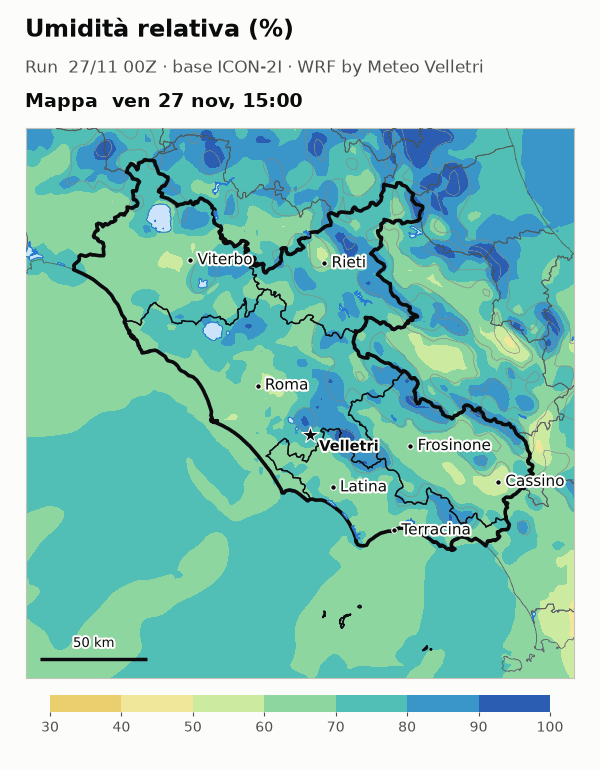 Umidità relativa (%)
Run  27/11 00Z · base ICON-2I · WRF by Meteo Velletri
Mappa  ven 27 nov, 15:00
Viterbo
Rieti
Roma
Velletri
Frosinone
Cassino
Latina
Terracina
50 km
30 40 50 60 70 80 90 100